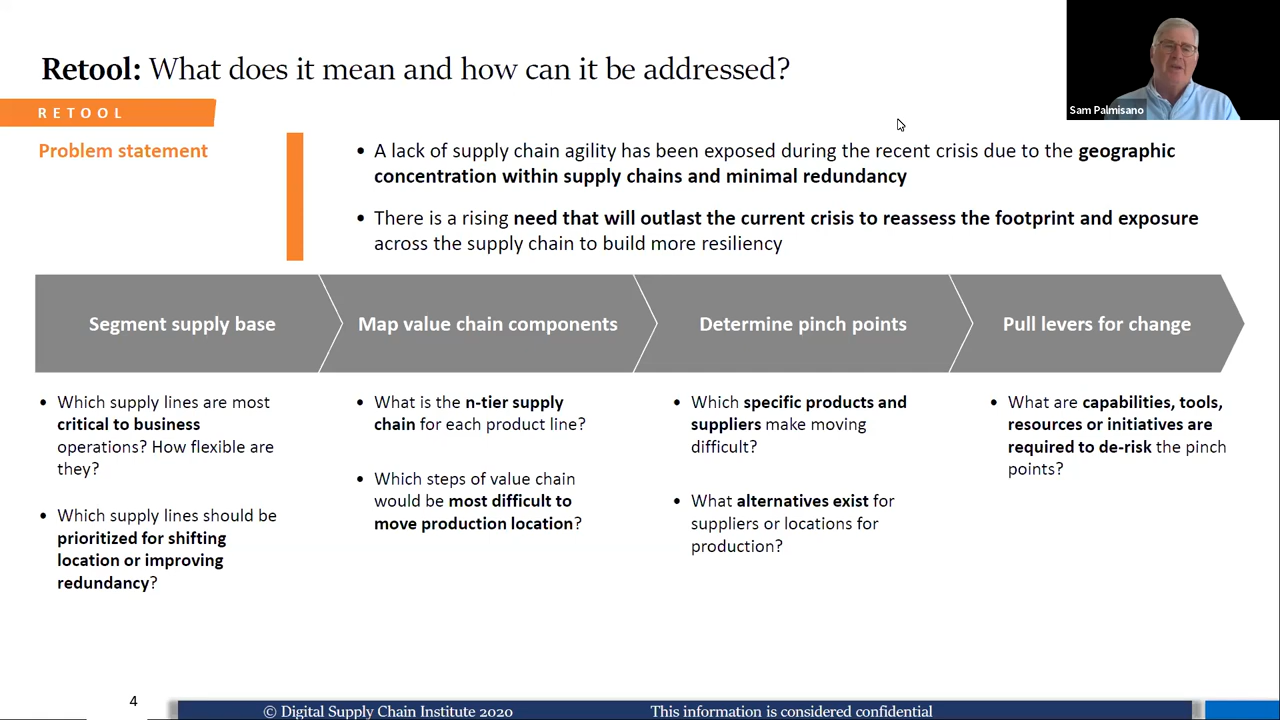 Retool: What does it mean and how can it be addressed?
Sam Palmisano
RETOOL
Problem statement
• A lack of supply chain agility has been exposed during the recent crisis due to the geographic
concentration within supply chains and minimal redundancy
• There is a rising need that will outlast the current crisis to reassess the footprint and exposure
across the supply chain to build more resiliency
Segment supply base
Map value chain components
Determine pinch points
Pull levers for change
• Which supply lines are most
critical to business
operations? How flexible are
they?
• Which supply lines should be
prioritized for shifting
location or improving
redundancy?
• What is the n-tier supply
chain for each product line?
• Which steps of value chain
would be most difficult to
move production location?
• Which specific products and
suppliers make moving
difficult?
• What alternatives exist for
suppliers or locations for
production?
• What are capabilities, tools,
resources or initiatives are
required to de-risk the pinch
points?
4
© Digital Supply Chain Institute 2020
This information is considered confidential